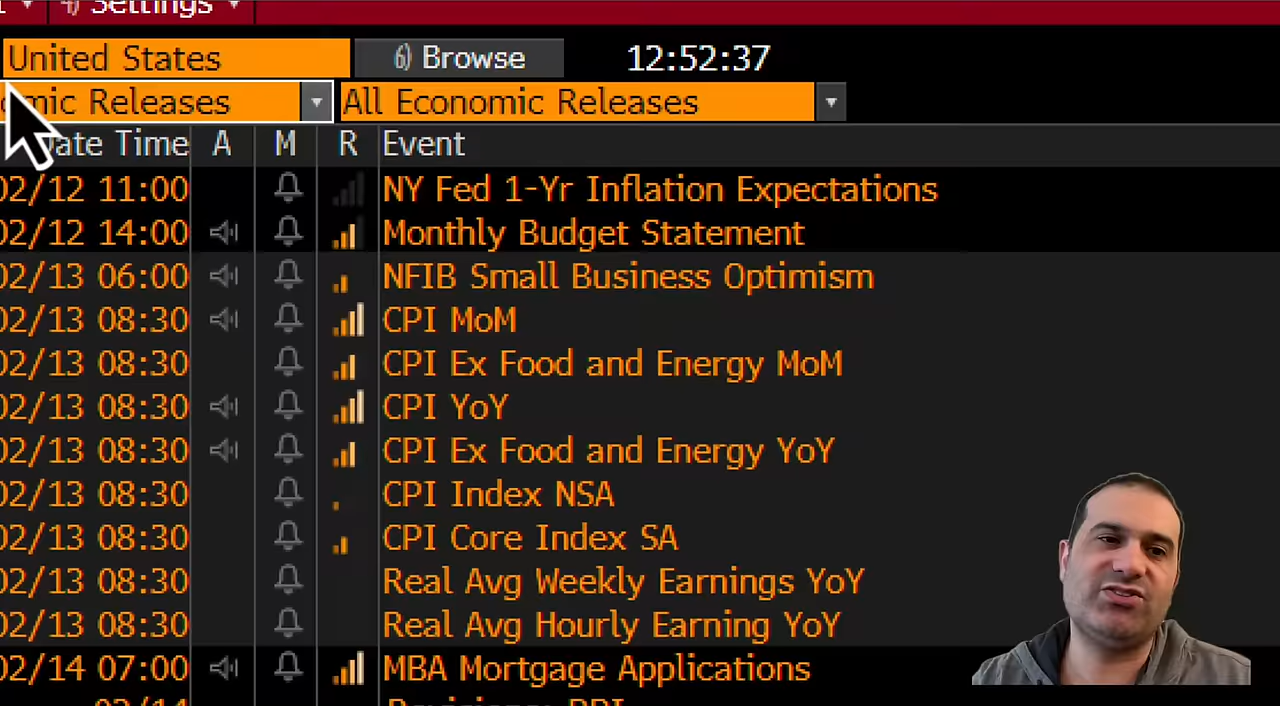 Settings
United States 6) Browse 12:52:37
omic Releases All Economic Releases
Date Time A M R Event
02/12 11:00 NY Fed 1-Yr Inflation Expectations
02/12 14:00 Monthly Budget Statement
02/13 06:00 NFIB Small Business Optimism
02/13 08:30 CPI MoM
02/13 08:30 CPI Ex Food and Energy MoM
02/13 08:30 CPI YoY
02/13 08:30 CPI Ex Food and Energy YoY
02/13 08:30 CPI Index NSA
02/13 08:30 CPI Core Index SA
02/13 08:30 Real Avg Weekly Earnings YoY
02/13 08:30 Real Avg Hourly Earning YoY
02/14 07:00 MBA Mortgage Applications
02/14